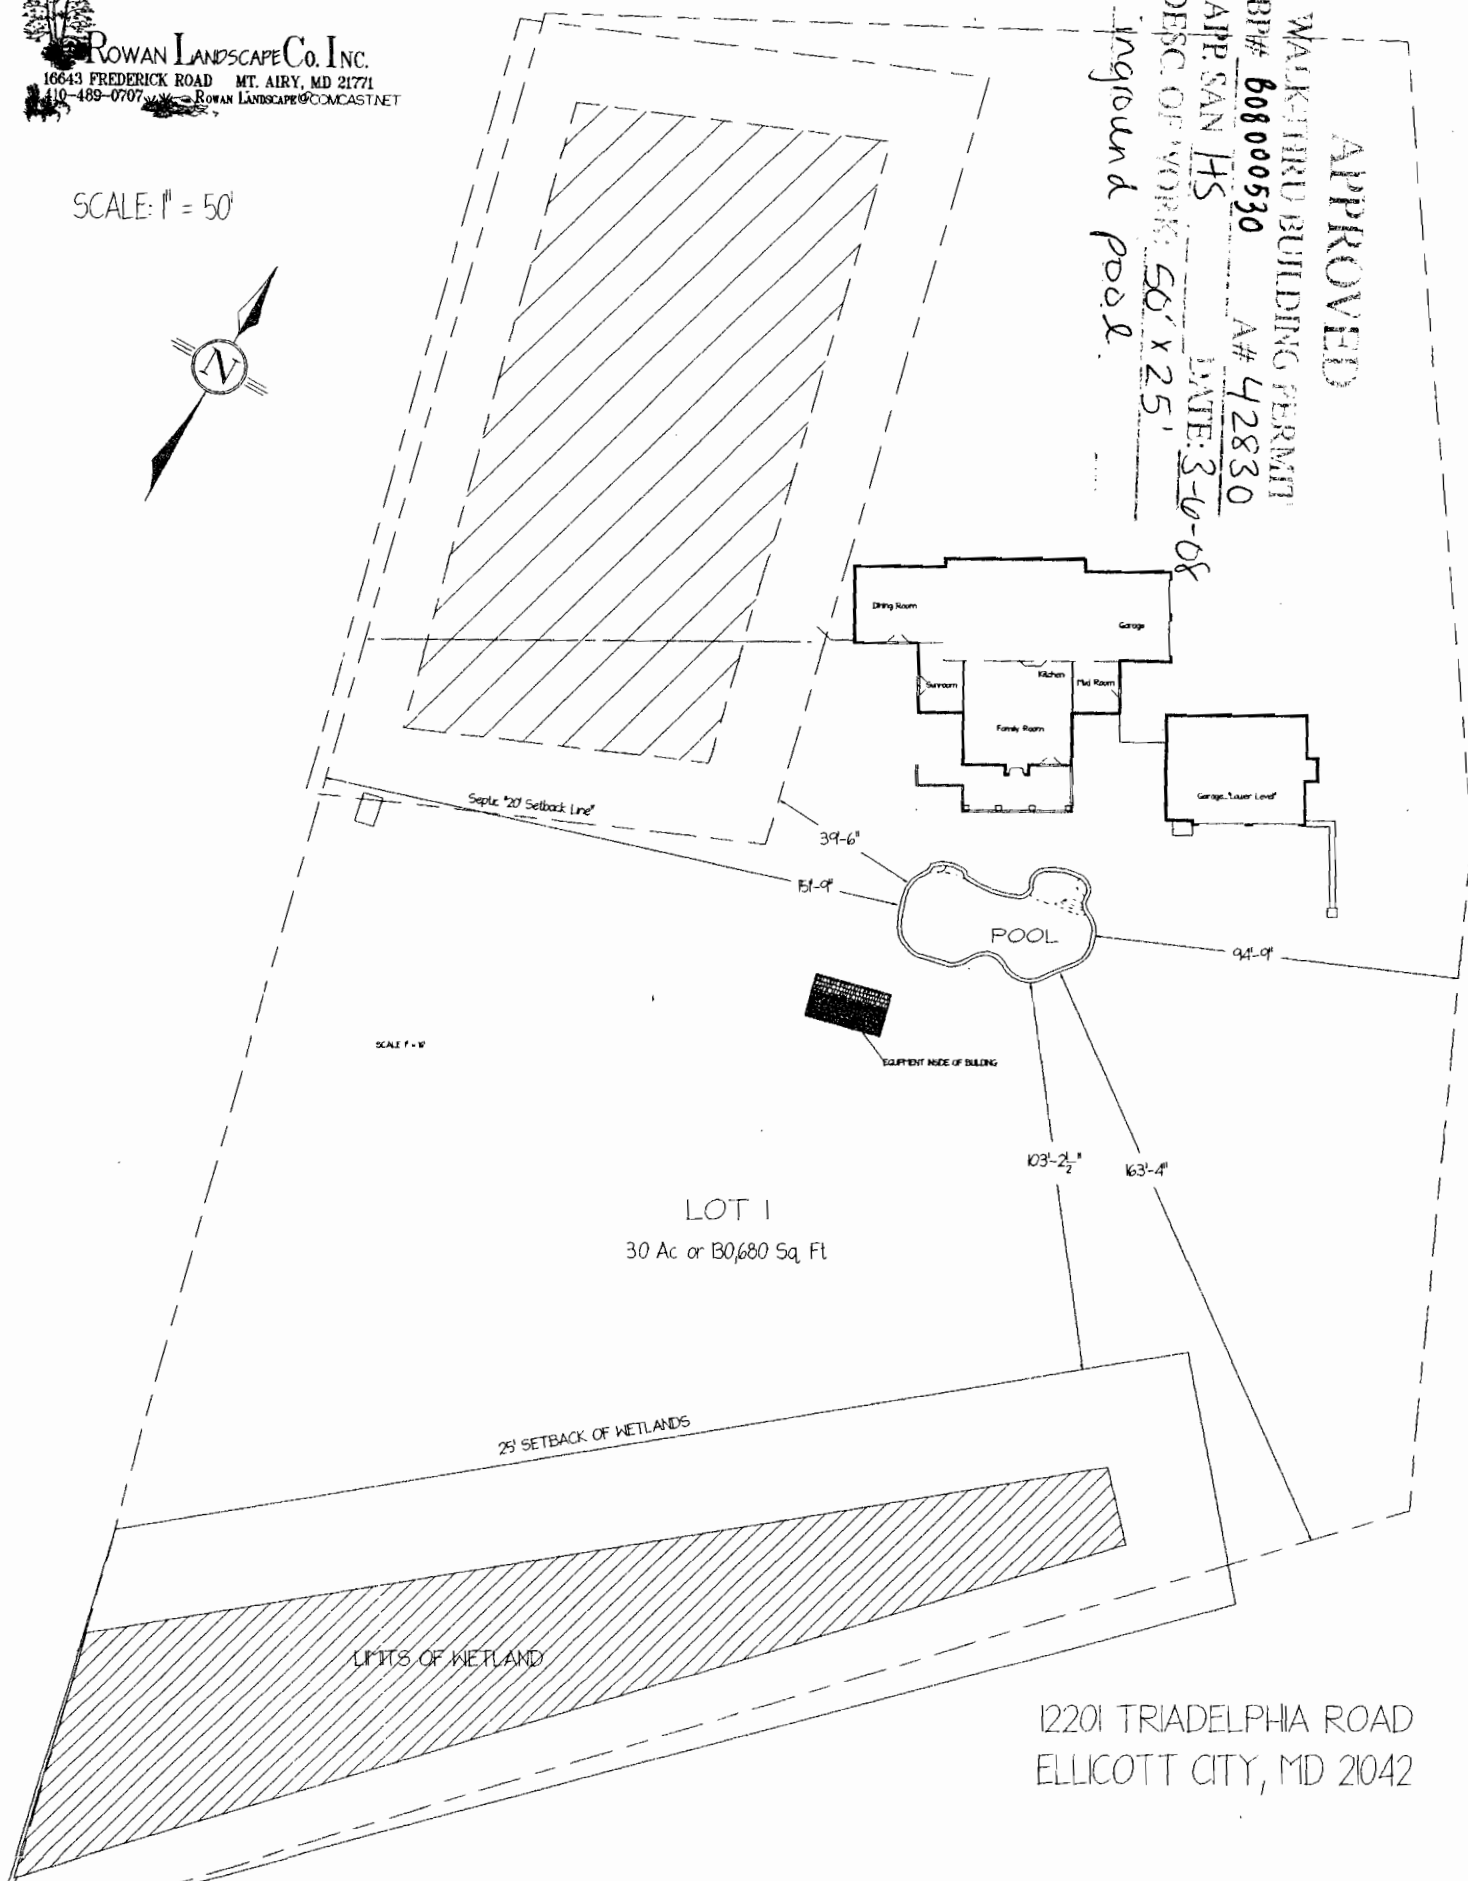 ROWAN LANDSCAPE CO. INC.
16643 FREDERICK ROAD MT. AIRY, MD 21771
410-489-0707 ROWAN LANDSCAPE@COMCAST.NET
SCALE: 1" = 50'
N
APPROVED
WALK-THRU BUILDING PERMIT
BP# B08000530 A# 42830
APP. SAN HS DATE: 3-6-08
DESC. OF WORK: 50' x 25'
inground pool.
Dining Room
Garage
Sunroom
Kitchen
Mud Room
Family Room
Garage "Lower Level"
Septic "20' Setback Line"
39'-6"
151'-9"
POOL
94'-9"
SCALE 1" = 10'
EQUIPMENT INSIDE OF BUILDING
103'-2½"
163'-4"
LOT 1
30 Ac or 130,680 Sq. Ft
25' SETBACK OF WETLANDS
LIMITS OF WETLAND
12201 TRIADELPHIA ROAD
ELLICOTT CITY, MD 21042